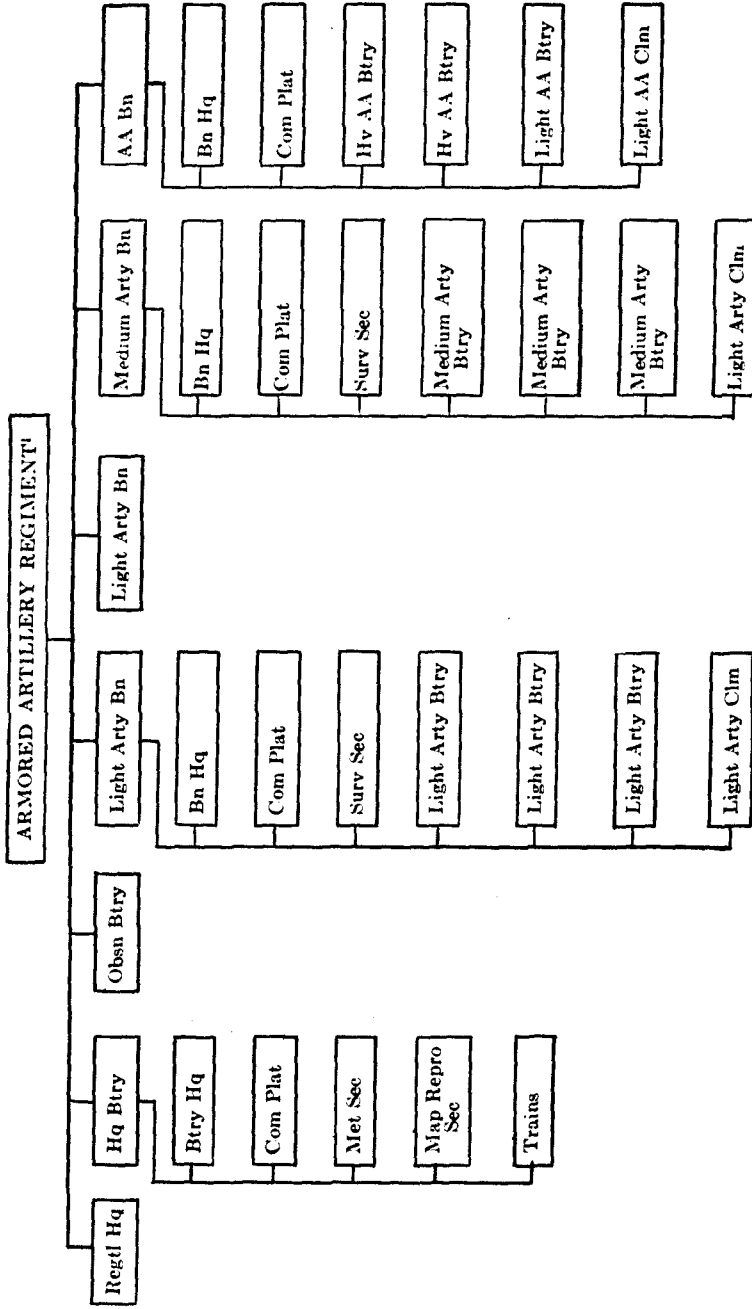 ARMORED ARTILLERY REGIMENT¹
Regtl Hq
Hq Btry
Btry Hq
Com Plat
Met Sec
Map Repro
Sec
Trains
Obsn Btry
Light Arty Bn
Bn Hq
Com Plat
Surv Sec
Light Arty Btry
Light Arty Btry
Light Arty Btry
Light Arty Clm
Light Arty Bn
Medium Arty Bn
Bn Hq
Com Plat
Surv Sec
Medium Arty
Btry
Medium Arty
Btry
Medium Arty
Btry
Light Arty Clm
AA Bn
Bn Hq
Com Plat
Hv AA Btry
Hv AA Btry
Light AA Btry
Light AA Clm